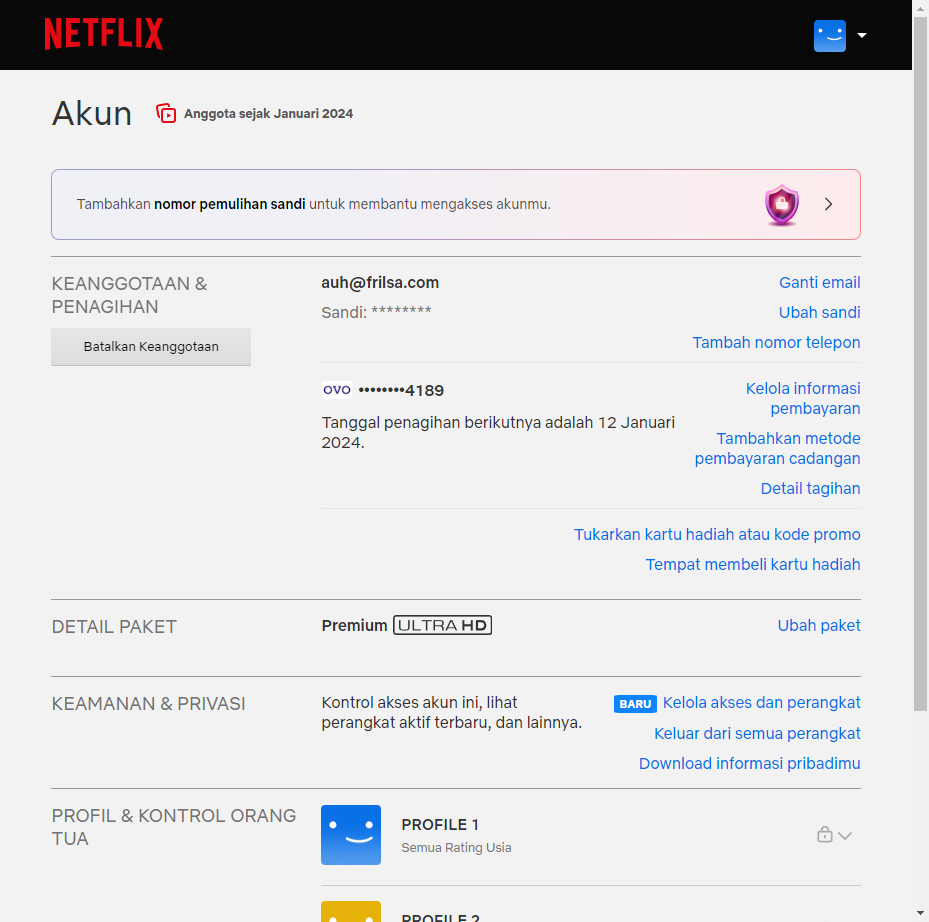 NETFLIX
Akun
Anggota sejak Januari 2024
Tambahkan nomor pemulihan sandi untuk membantu mengakses akunmu.
KEANGGOTAAN &
PENAGIHAN
Batalkan Keanggotaan
auh@frilsa.com
Ganti email
Sandi: ********
Ubah sandi
Tambah nomor telepon
OVO ••••••••4189
Kelola informasi
pembayaran
Tanggal penagihan berikutnya adalah 12 Januari
2024.
Tambahkan metode
pembayaran cadangan
Detail tagihan
Tukarkan kartu hadiah atau kode promo
Tempat membeli kartu hadiah
DETAIL PAKET
Premium ULTRA HD
Ubah paket
KEAMANAN & PRIVASI
Kontrol akses akun ini, lihat
perangkat aktif terbaru, dan lainnya.
BARU Kelola akses dan perangkat
Keluar dari semua perangkat
Download informasi pribadimu
PROFIL & KONTROL ORANG
TUA
PROFILE 1
Semua Rating Usia
PROFILE 2